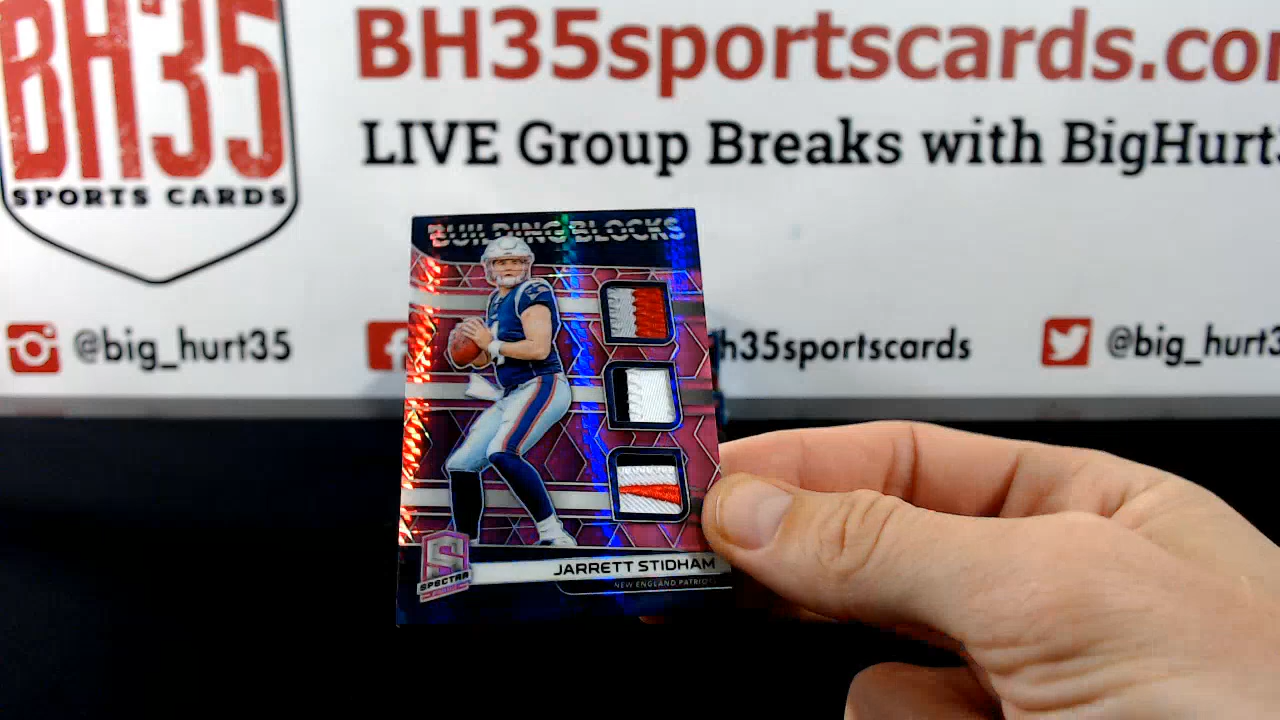 BH35
SPORTS CARDS
BH35sportscards.co
LIVE Group Breaks with BigHurt
@big_hurt35
h35sportscards
@big_hurt3
BUILDING BLOCKS
SPECTRA
JARRETT STIDHAM
NEW ENGLAND PATRIOTS